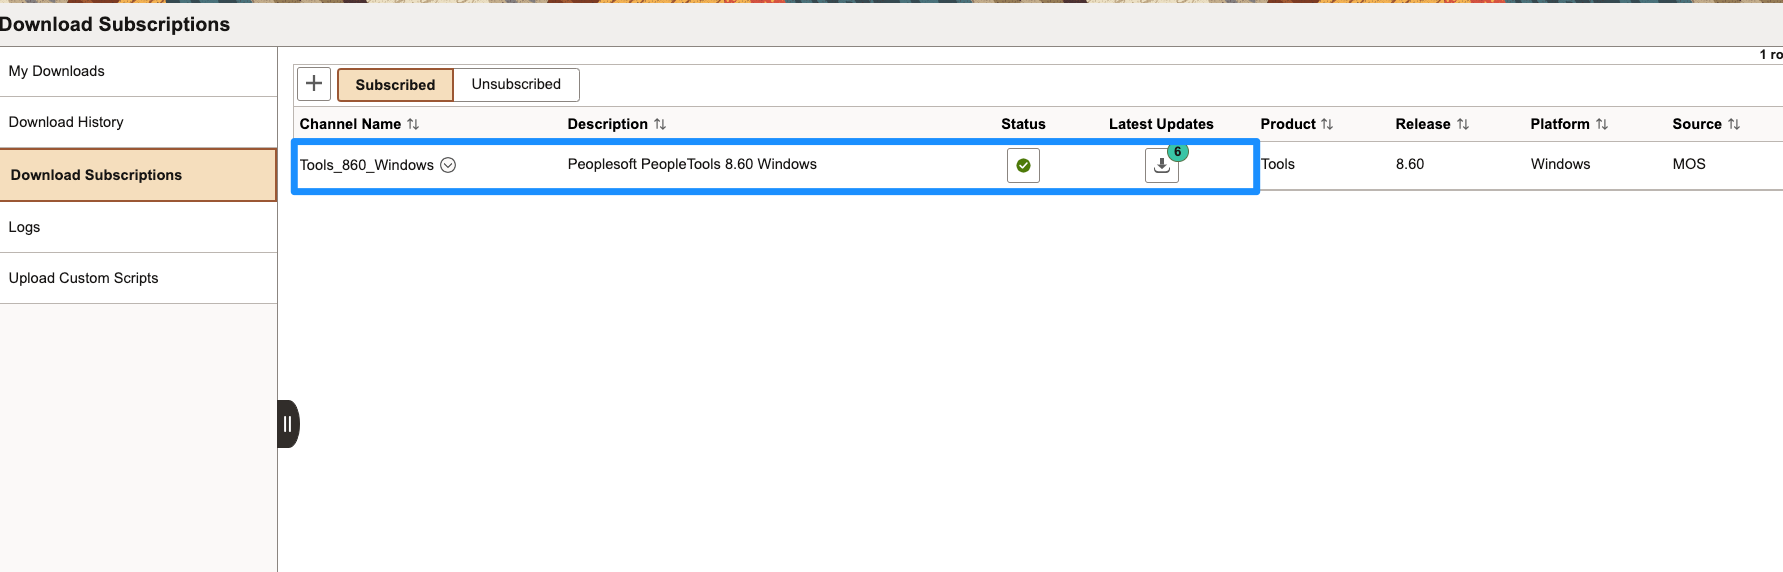 Download Subscriptions
My Downloads
Download History
Download Subscriptions
Logs
Upload Custom Scripts
1 ro
Subscribed Unsubscribed
Channel Name Description Status Latest Updates Product Release Platform Source
Tools_860_Windows Peoplesoft PeopleTools 8.60 Windows 6 Tools 8.60 Windows MOS